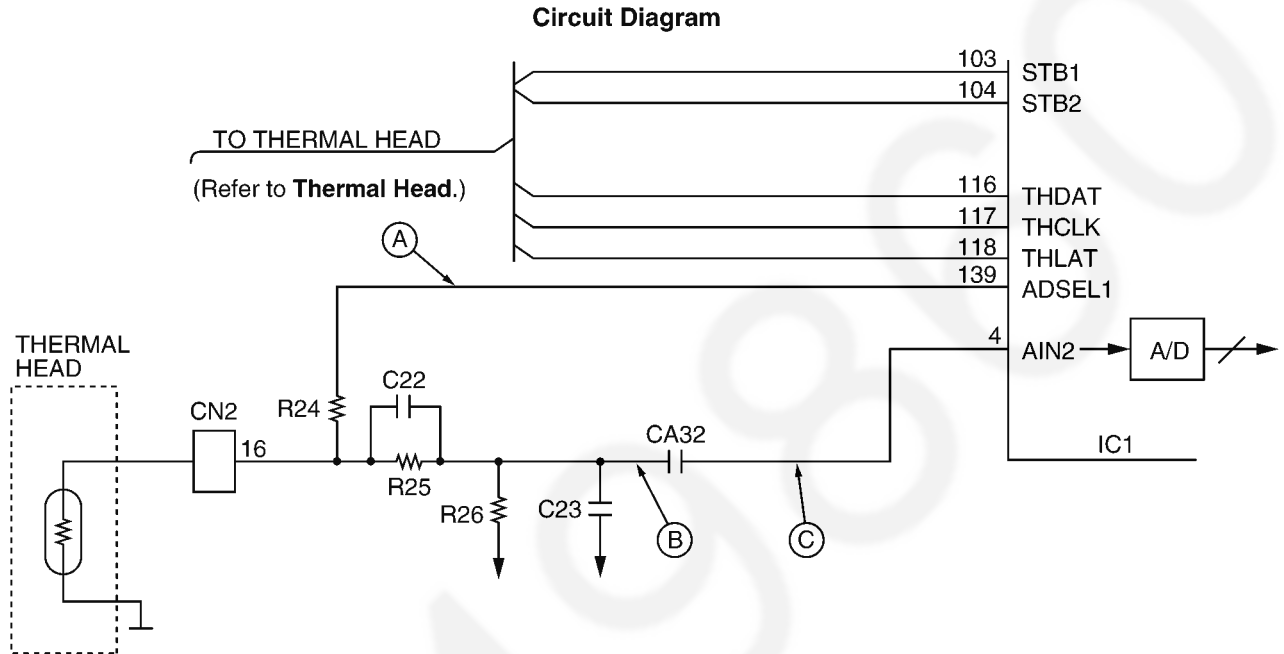 Circuit Diagram
103
STB1
104
STB2
TO THERMAL HEAD
(Refer to Thermal Head.)
116
THDAT
117
THCLK
118
THLAT
A
139
ADSEL1
THERMAL
HEAD
4
AIN2
A/D
C22
R24
CN2
16
CA32
IC1
R25
R26
C23
B
C
1986